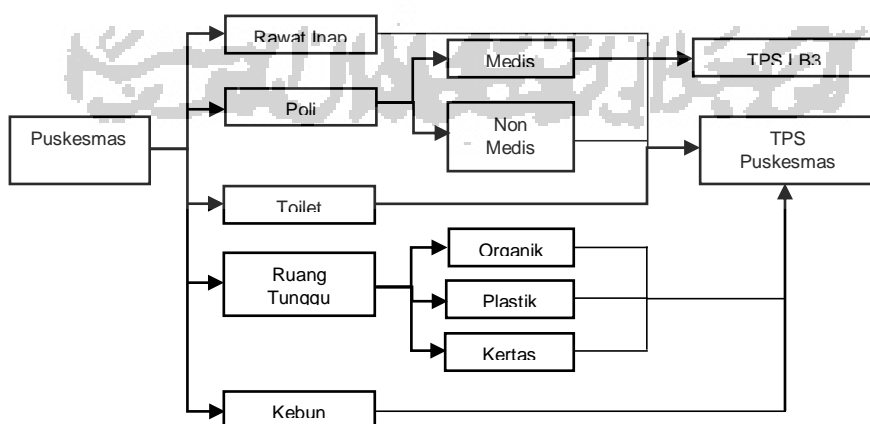 Rawat Inap
Medis
TPS LB3
Poli
Non
Medis
Puskesmas
TPS
Puskesmas
Toilet
Organik
Ruang
Tunggu
Plastik
Kertas
Kebun